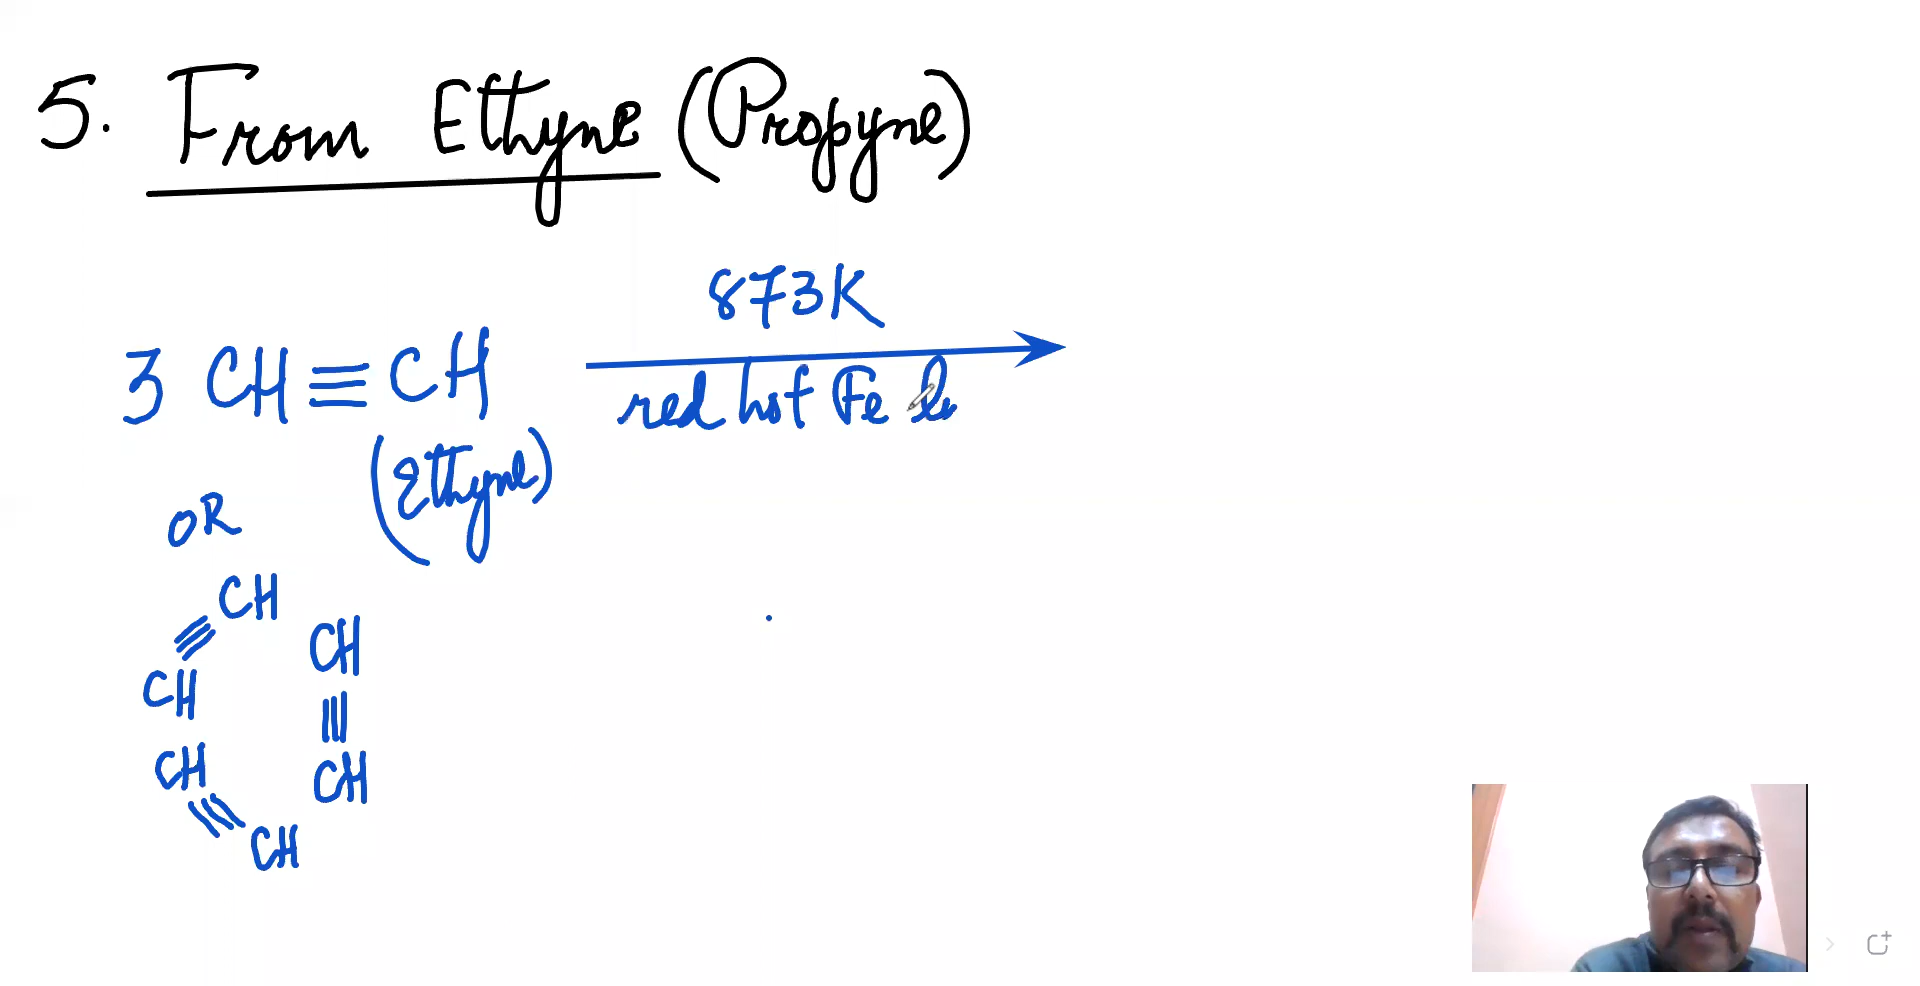 5. From Ethyne (Propyne)
873K
3 CH≡CH
red hot Fe
(Ethyne)
OR
CH
CH
CH
CH
CH
CH